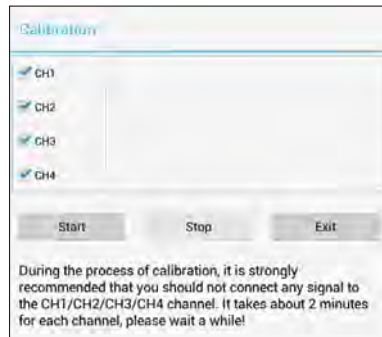 Calibration
CH1
CH2
CH3
CH4
Start Stop Exit
During the process of calibration, it is strongly
recommended that you should not connect any signal to
the CH1/CH2/CH3/CH4 channel. It takes about 2 minutes
for each channel, please wait a while!